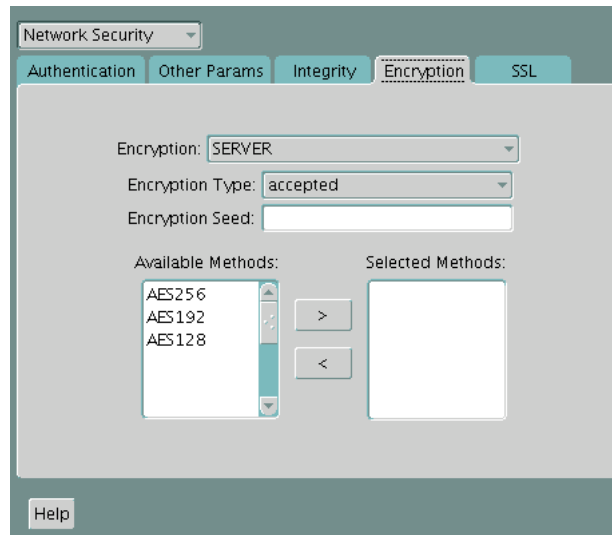 Network Security
Authentication Other Params Integrity Encryption SSL
Encryption: SERVER
Encryption Type: accepted
Encryption Seed:
Available Methods: Selected Methods:
AES256
AES192
>
AES128
<
Help